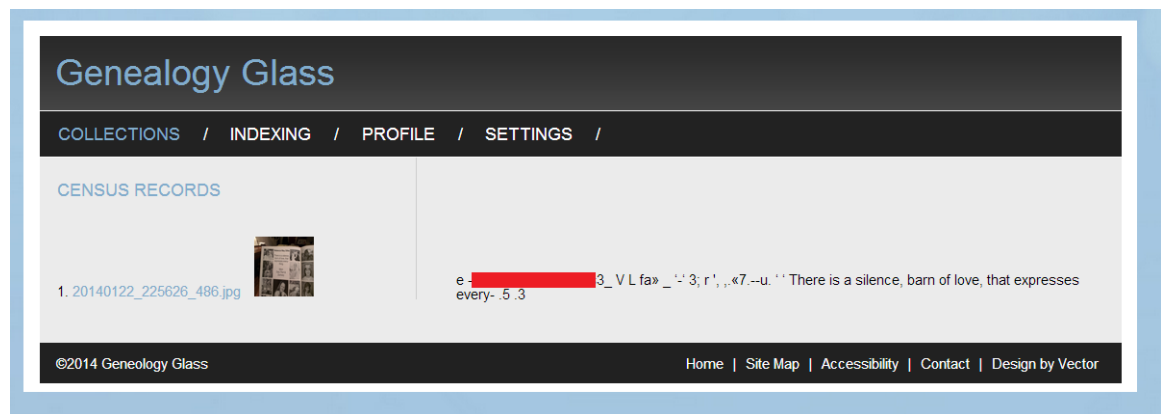 Genealogy Glass
COLLECTIONS / INDEXING / PROFILE / SETTINGS /
CENSUS RECORDS
1. 20140122_225626_486.jpg
e - 3_ V L fa» _ ‘-‘ 3; r ‘, ,.«7.--u. ‘ ‘ There is a silence, barn of love, that expresses
every- .5 .3
©2014 Geneology Glass
Home | Site Map | Accessibility | Contact | Design by Vector